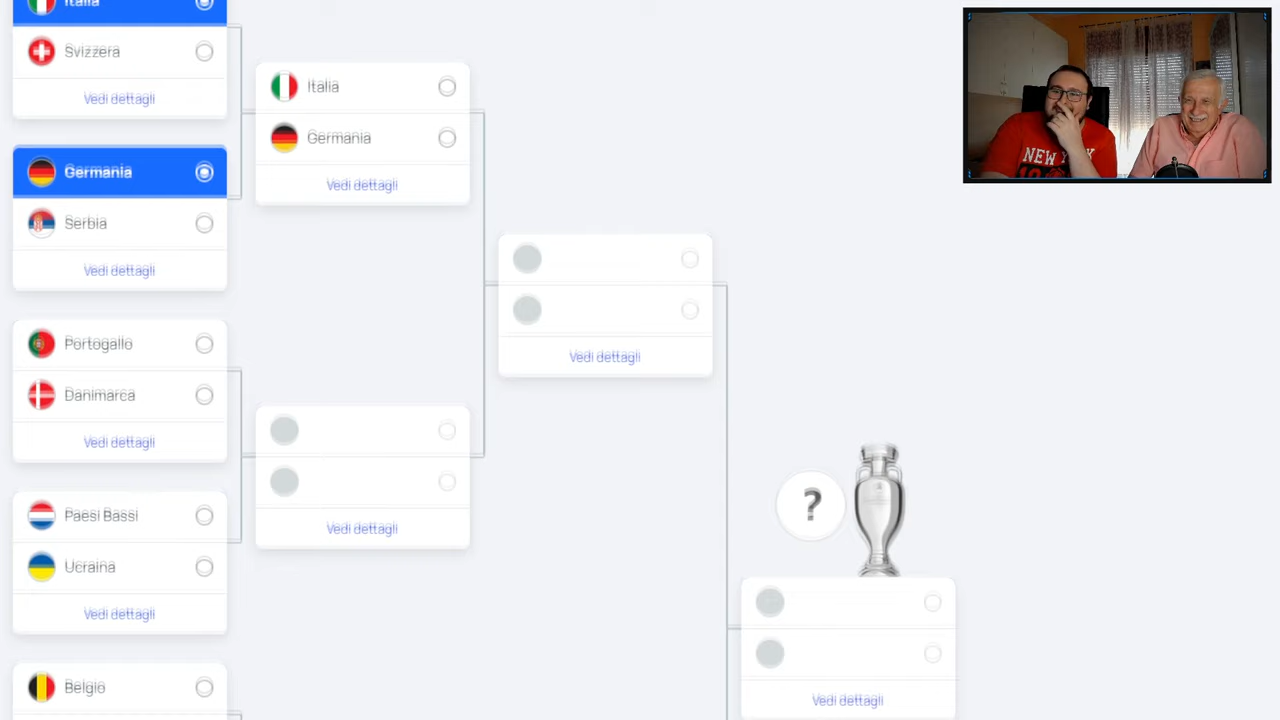 Italia
Svizzera
Vedi dettagli
Germania
Serbia
Vedi dettagli
Portogallo
Danimarca
Vedi dettagli
Paesi Bassi
Ucraina
Vedi dettagli
Belgio
Italia
Germania
Vedi dettagli
Vedi dettagli
Vedi dettagli
?
Vedi dettagli
NEW YORK